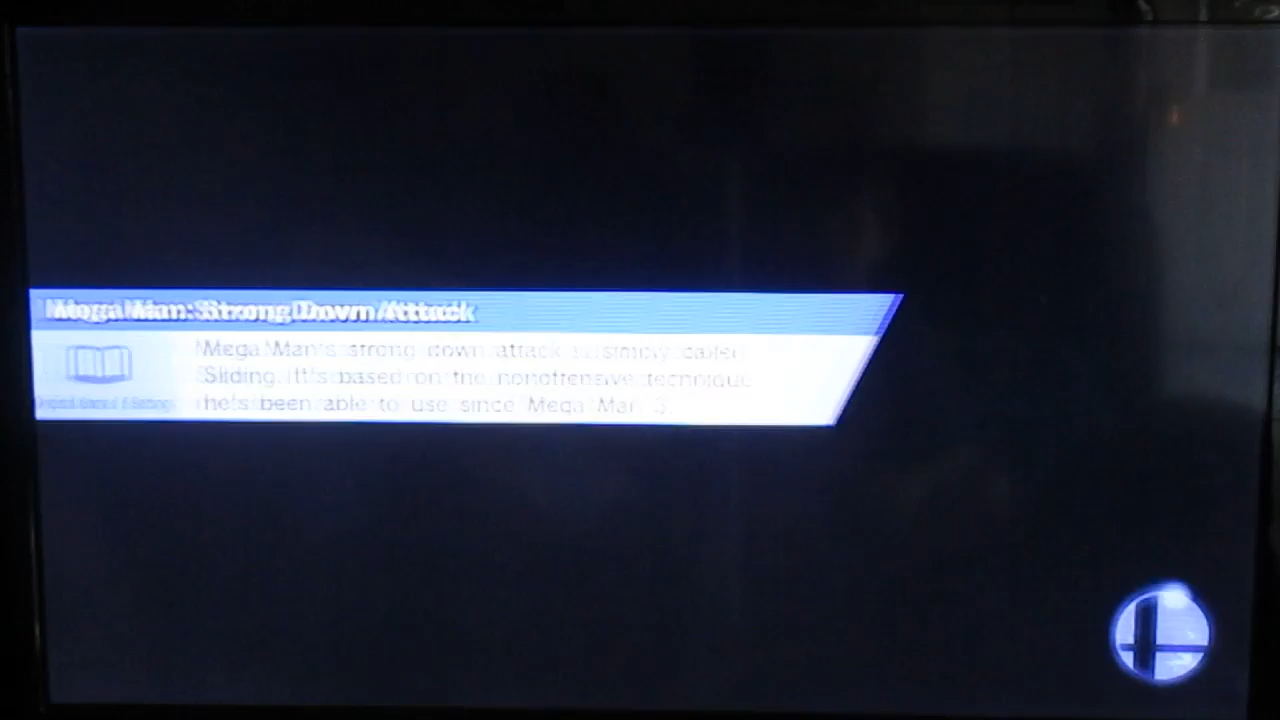 Mega Man: Strong Down Attack
Mega Man's strong down attack is simply called
Sliding. It's based on the nonoffensive technique
he's been able to use since Mega Man 3.